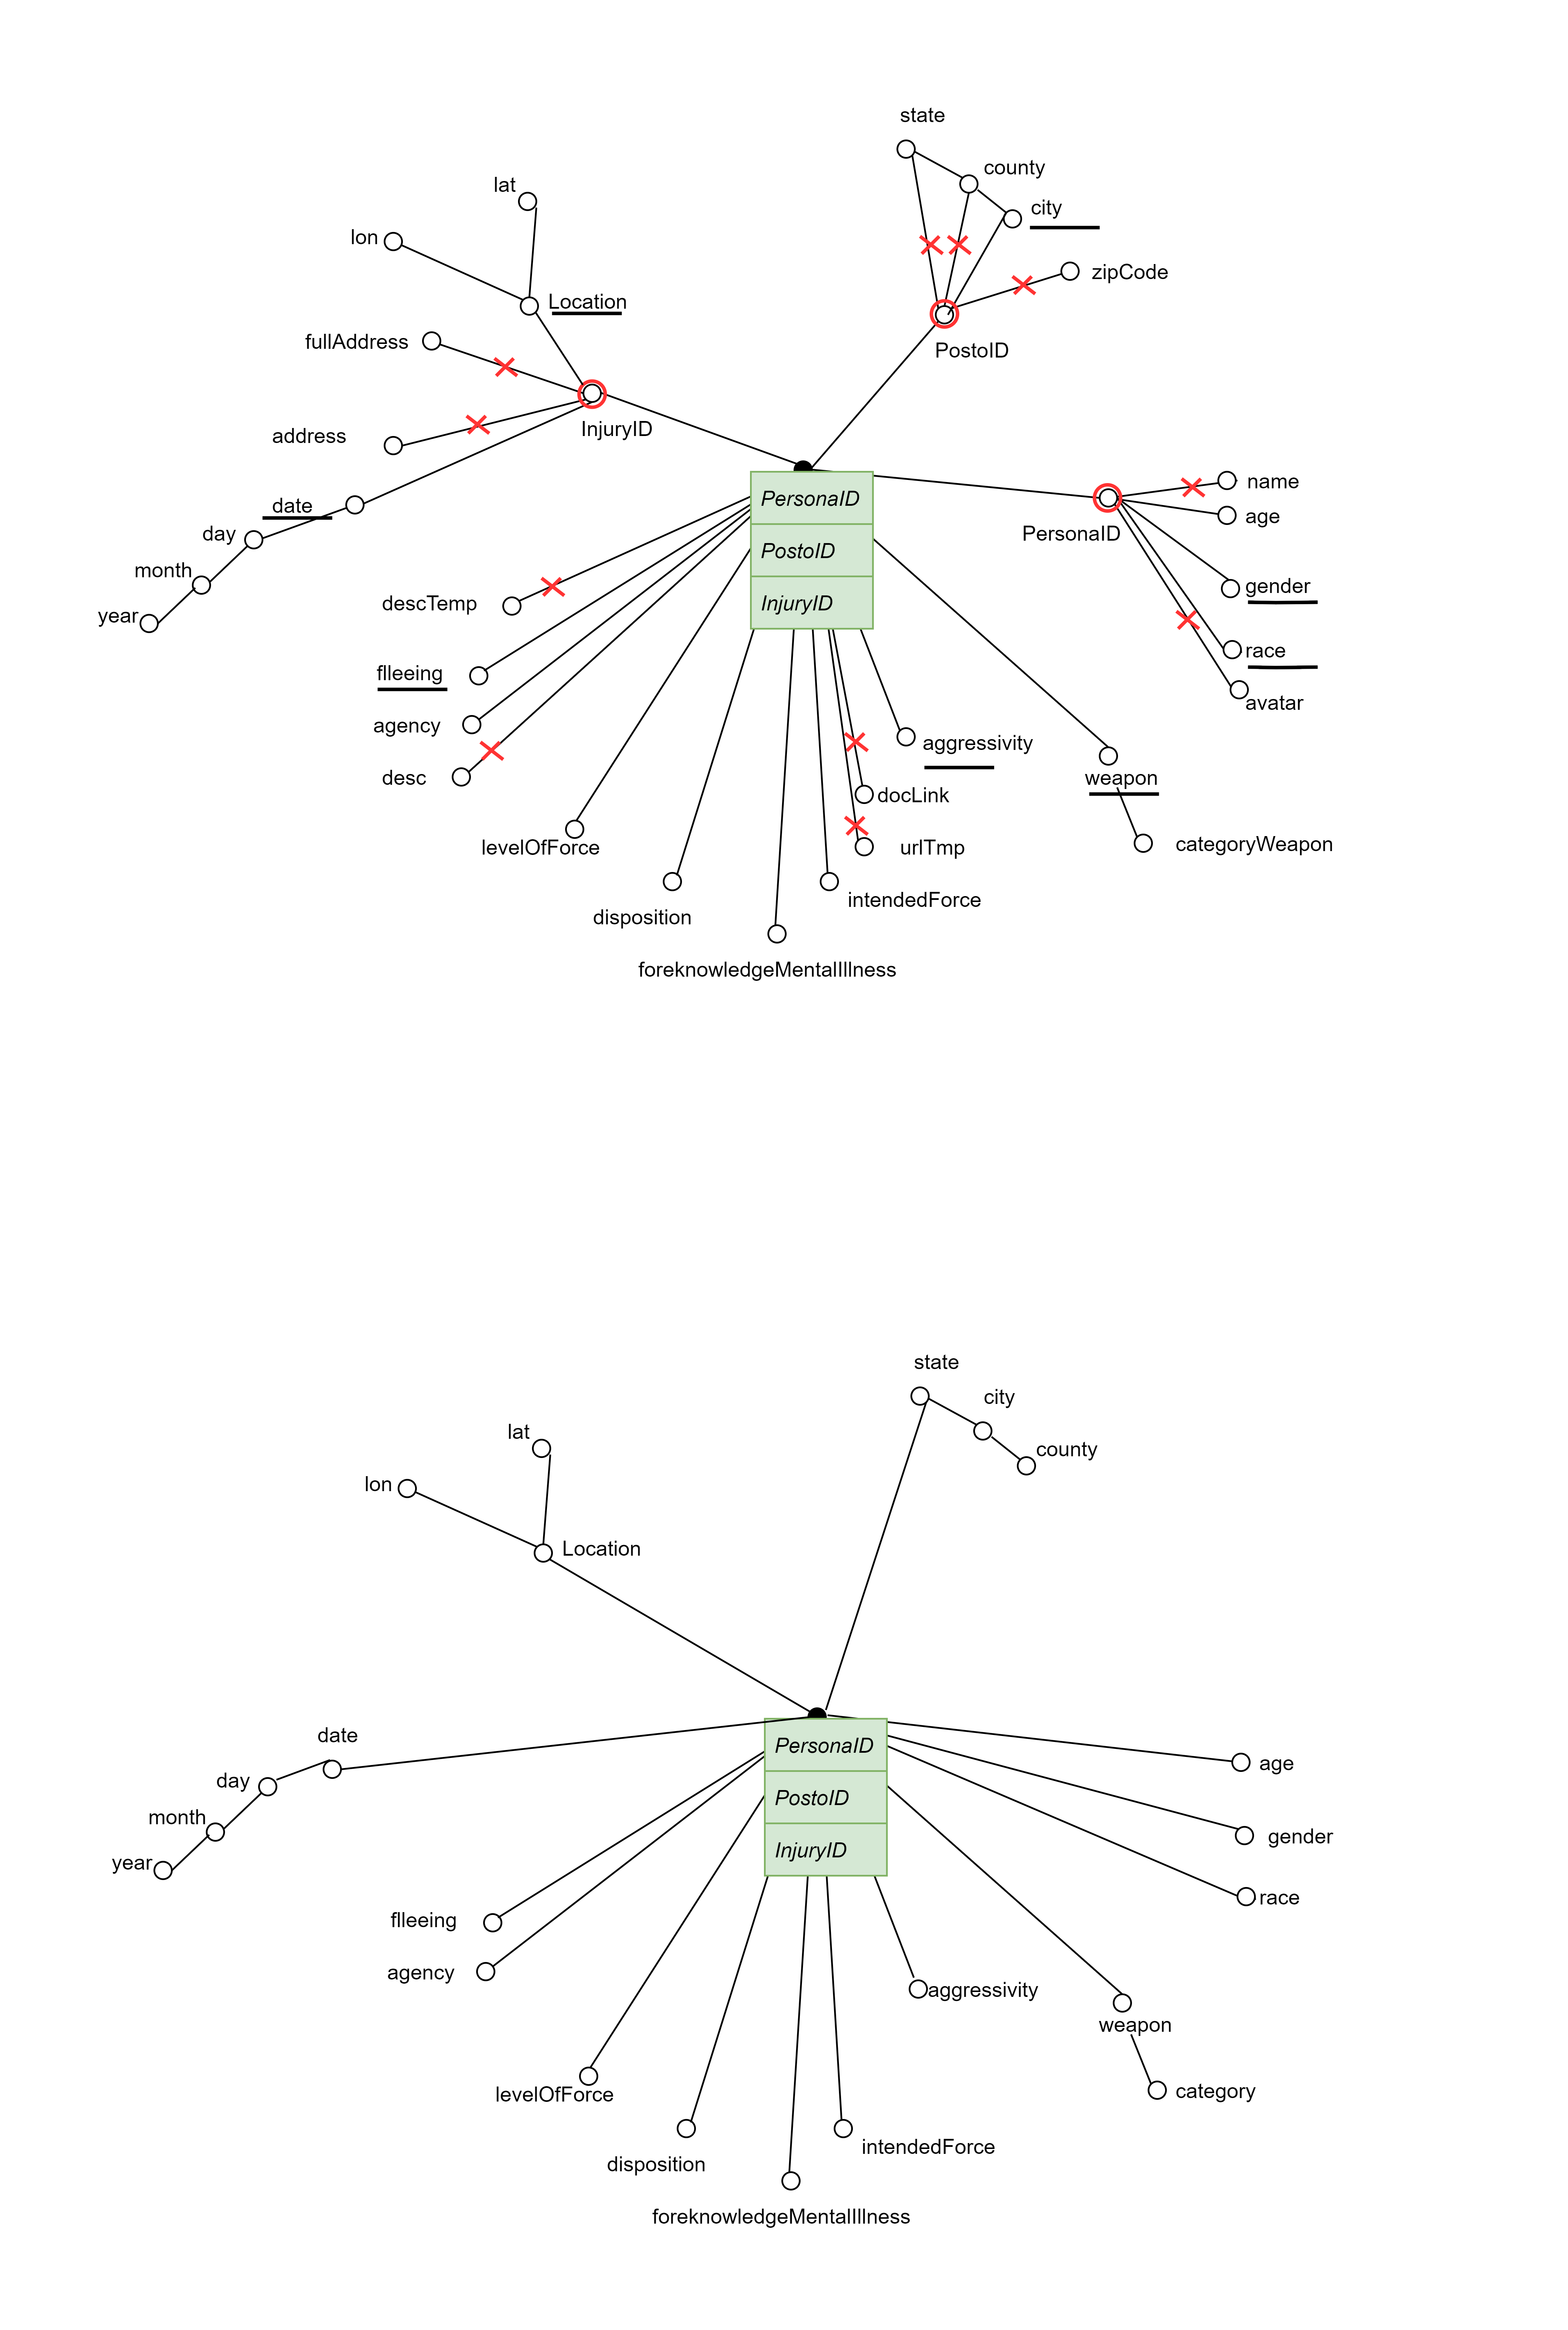 state
county
lat
city
lon
zipCode
Location
fullAddress
PostoID
InjuryID
address
name
PersonaID
date
age
day
PersonaID
PostoID
month
gender
descTemp
InjuryID
year
race
flleeing
avatar
agency
aggressivity
desc
weapon
docLink
levelOfForce
urlTmp
categoryWeapon
intendedForce
disposition
foreknowledgeMentalIllness
state
city
lat
county
lon
Location
date
PersonaID
age
day
PostoID
month
gender
InjuryID
year
race
flleeing
agency
aggressivity
weapon
levelOfForce
category
intendedForce
disposition
foreknowledgeMentalIllness